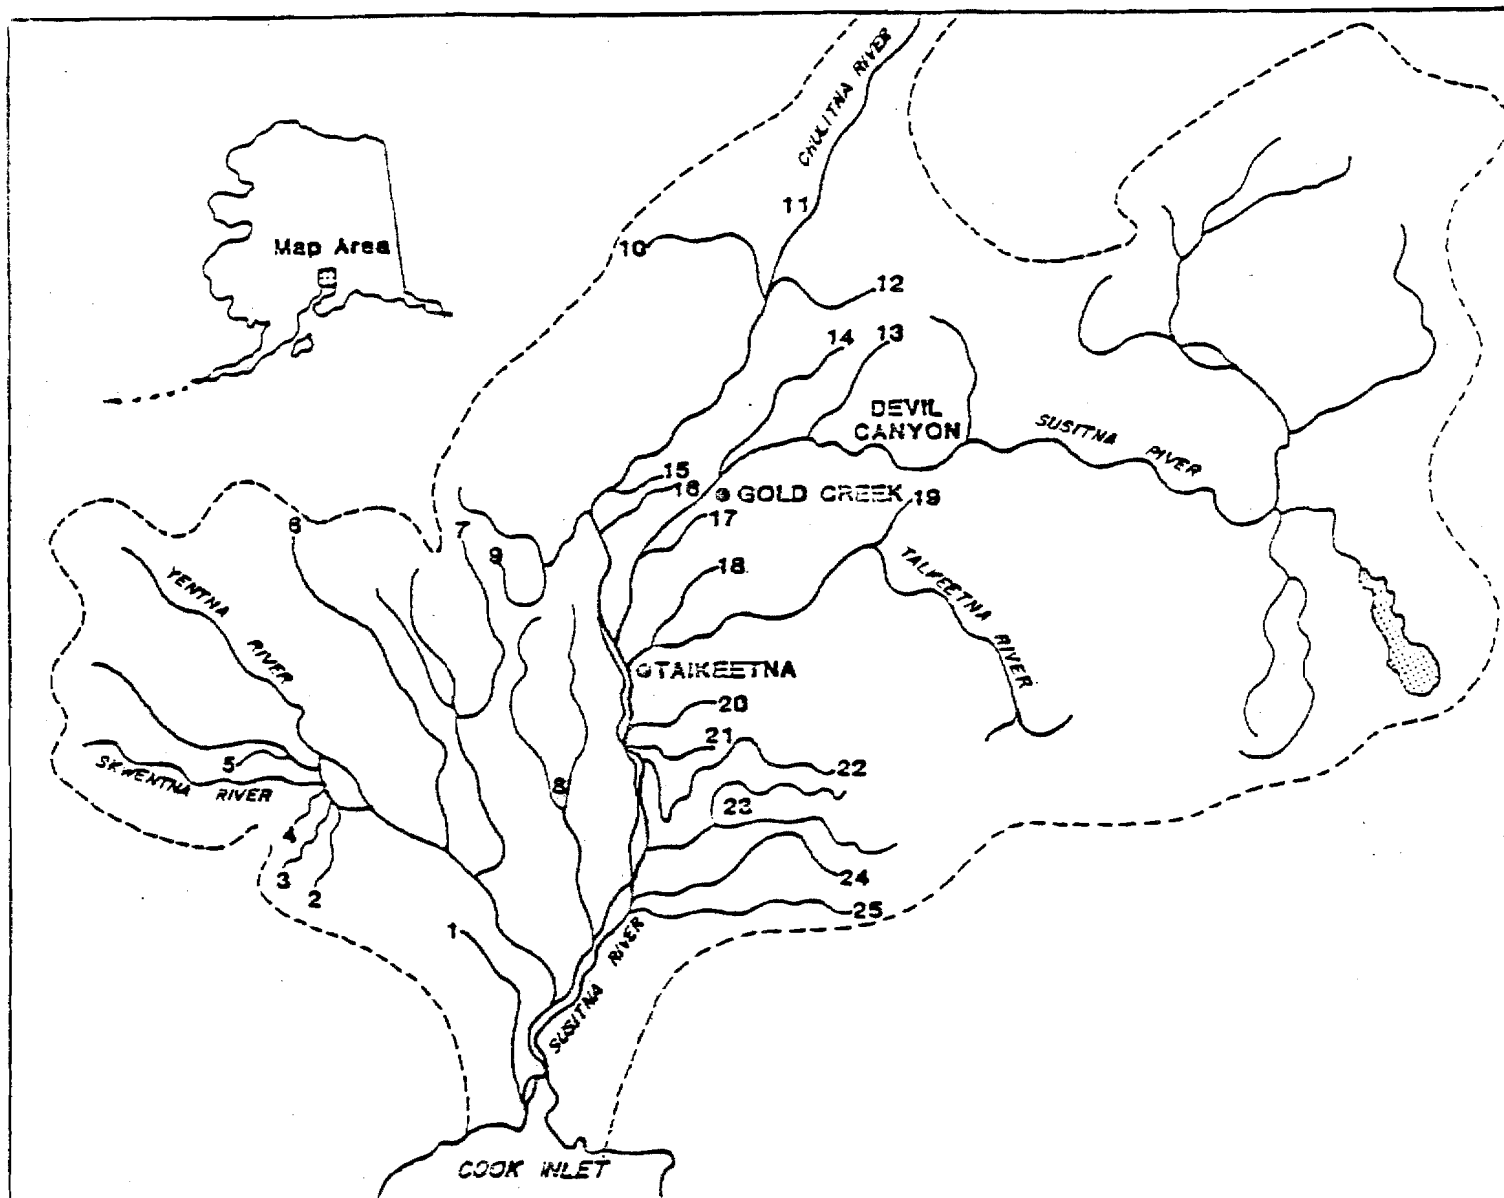 CHULITNA RIVER
11
Map Area
10
12
14
13
DEVIL
CANYON
SUSITNA RIVER
15
16
GOLD CREEK
19
17
6
7
9
18
YENTNA
RIVER
TALKEETNA
RIVER
TALKEETNA
20
21
5
22
SKWENTNA RIVER
8
23
4
3
2
24
25
1
SUSITNA RIVER
COOK INLET